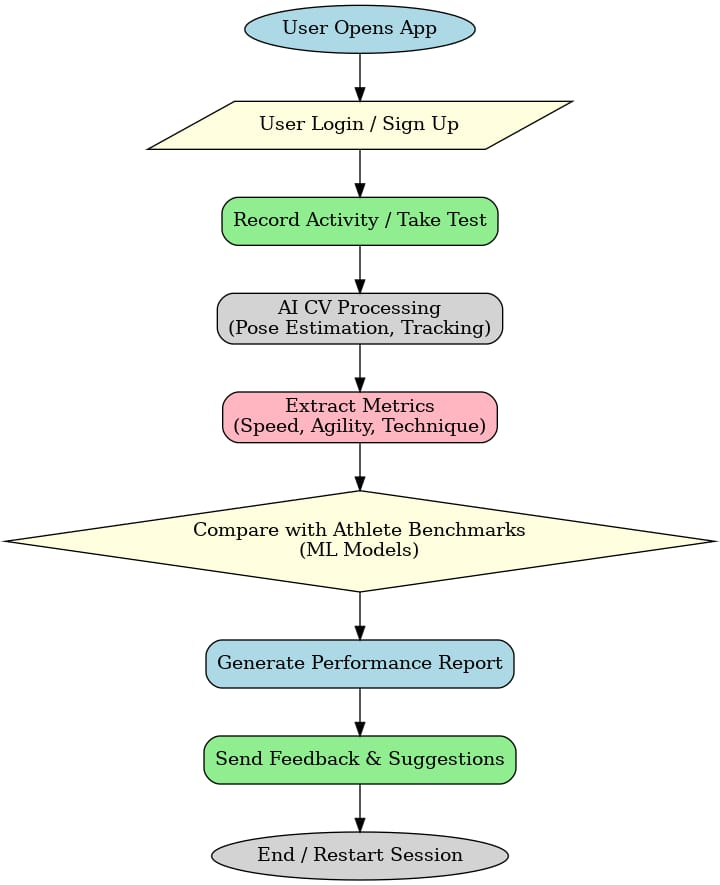 User Opens App
User Login / Sign Up
Record Activity / Take Test
AI CV Processing
(Pose Estimation, Tracking)
Extract Metrics
(Speed, Agility, Technique)
Compare with Athlete Benchmarks
(ML Models)
Generate Performance Report
Send Feedback & Suggestions
End / Restart Session